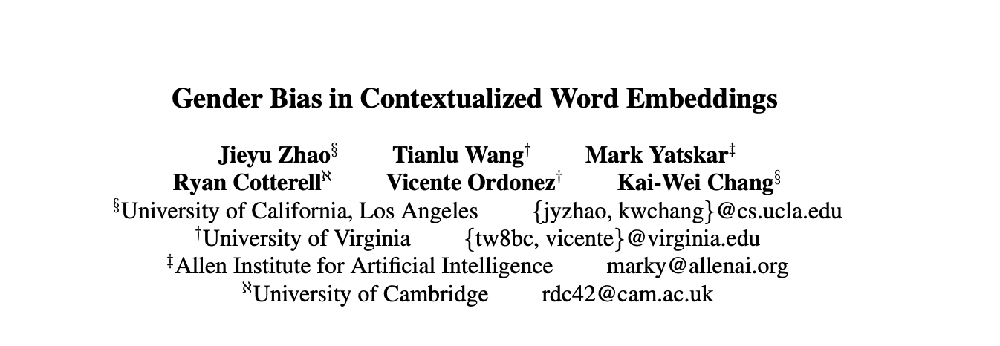 Gender Bias in Contextualized Word Embeddings
Jieyu Zhao§ Tianlu Wang† Mark Yatskar‡
Ryan Cotterellℵ Vicente Ordonez† Kai-Wei Chang§
§University of California, Los Angeles {jyzhao, kwchang}@cs.ucla.edu
†University of Virginia {tw8bc, vicente}@virginia.edu
‡Allen Institute for Artificial Intelligence marky@allenai.org
ℵUniversity of Cambridge rdc42@cam.ac.uk